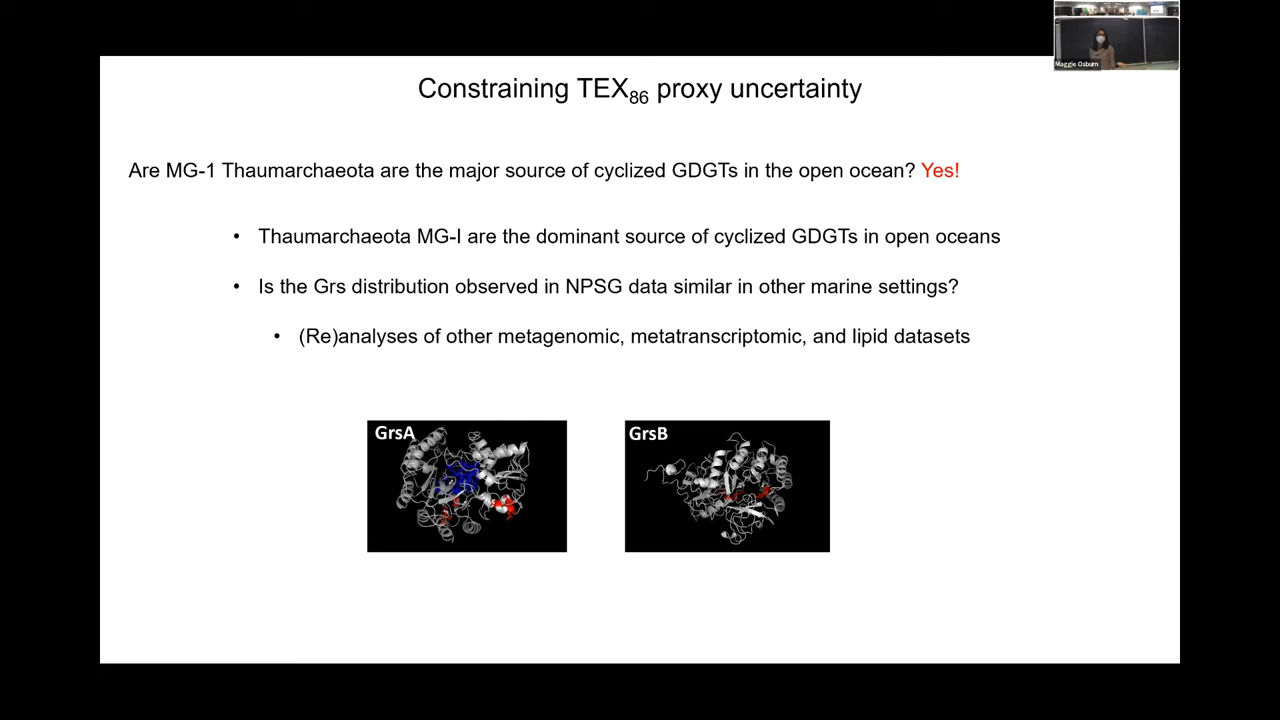 Maggie Osburn
Constraining TEX86 proxy uncertainty
Are MG-1 Thaumarchaeota are the major source of cyclized GDGTs in the open ocean? Yes!
• Thaumarchaeota MG-I are the dominant source of cyclized GDGTs in open oceans
• Is the Grs distribution observed in NPSG data similar in other marine settings?
• (Re)analyses of other metagenomic, metatranscriptomic, and lipid datasets
GrsA
GrsB